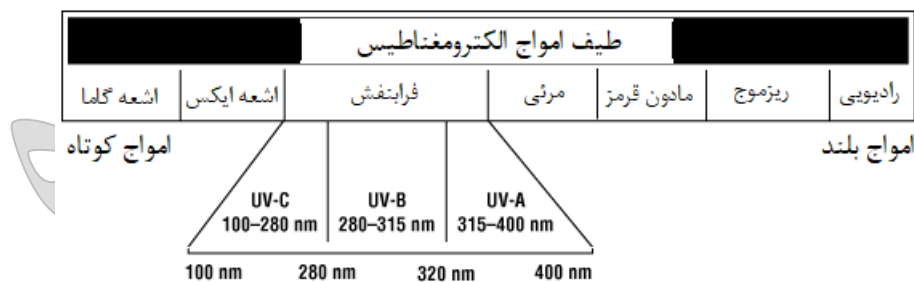 طیف امواج الکترومغناطیس
رادیویی ریزموج مادون قرمز مرئی فرابنفش اشعه ایکس اشعه گاما
امواج بلند امواج کوتاه
UV-C UV-B UV-A
100–280 nm 280–315 nm 315–400 nm
100 nm 280 nm 320 nm 400 nm